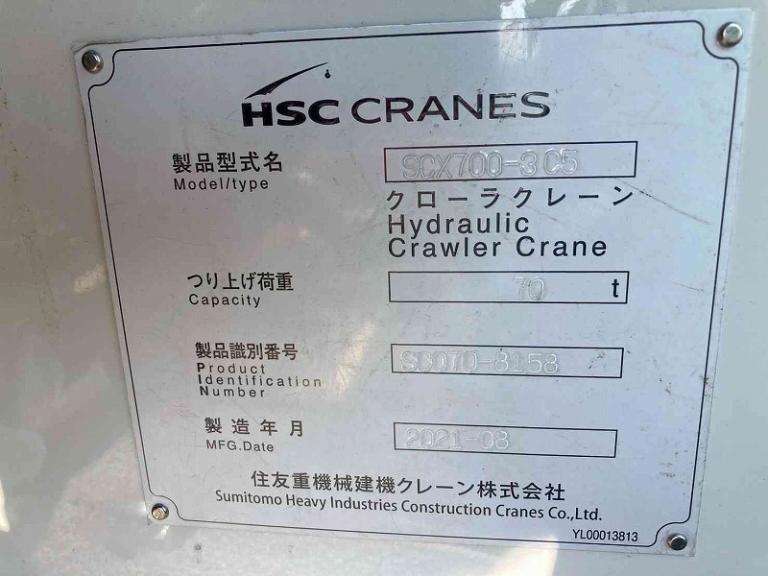 HSC CRANES
製品型式名 SCX700-3C5
Model/type
クローラクレーン
Hydraulic
Crawler Crane
つり上げ荷重 70 t
Capacity
製品識別番号
Product
Identification
Number
製造年月 2021-08
MFG.Date
住友重機械建機クレーン株式会社
Sumitomo Heavy Industries Construction Cranes Co.,Ltd.
YL00013813